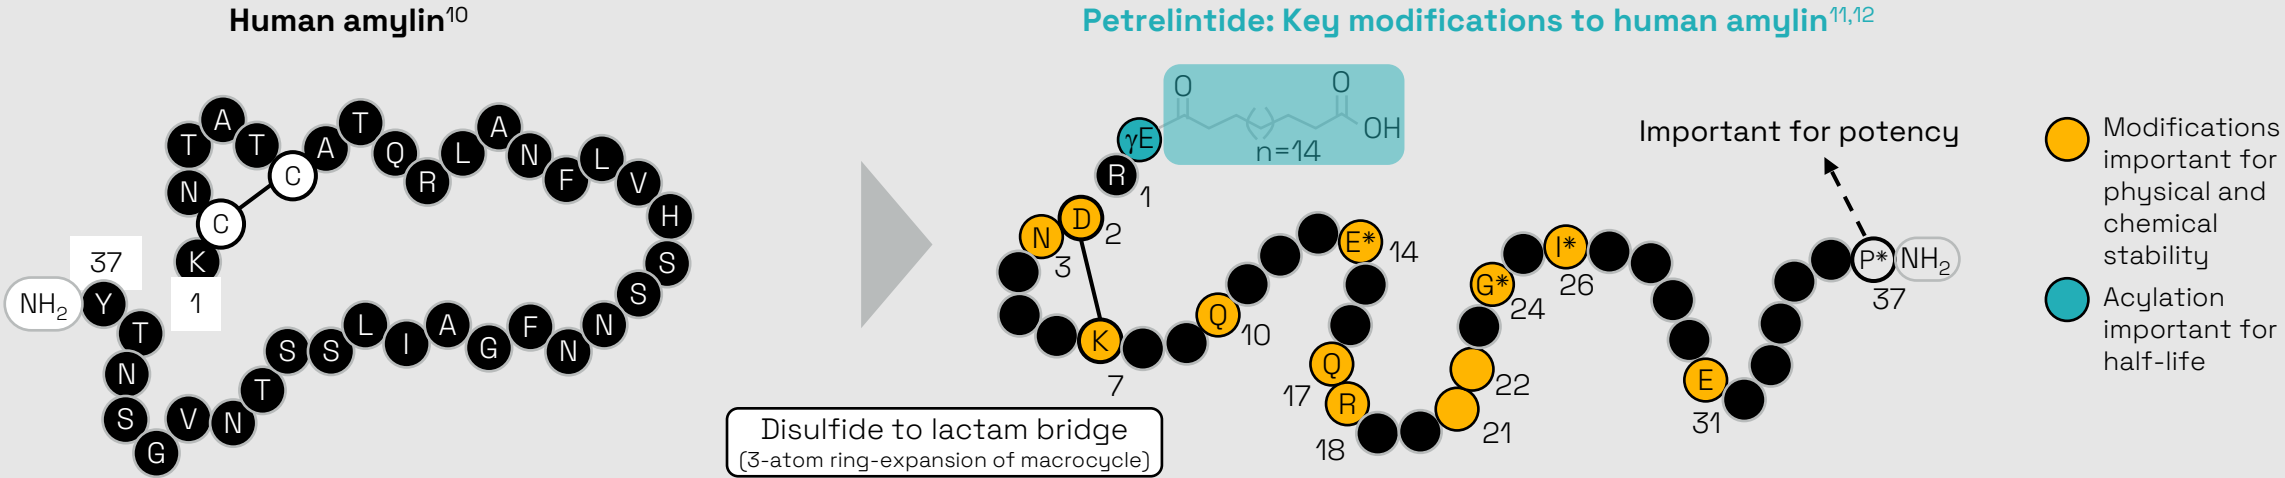 Human amylin10
Petrelintide: Key modifications to human amylin11,12
K
1
C
N
T
A
T
C
A
T
Q
R
L
A
N
F
L
V
H
S
S
N
N
F
G
A
I
L
S
S
T
N
V
G
S
N
T
Y
37
NH2
Disulfide to lactam bridge
(3-atom ring-expansion of macrocycle)
O
O
OH
n=14
γE
R
1
D
2
N
3
K
7
Q
10
E*
14
Q
17
R
18
21
22
G*
24
I*
26
E
31
Important for potency
P*
NH2
37
Modifications
important for
physical and
chemical
stability
Acylation
important for
half-life